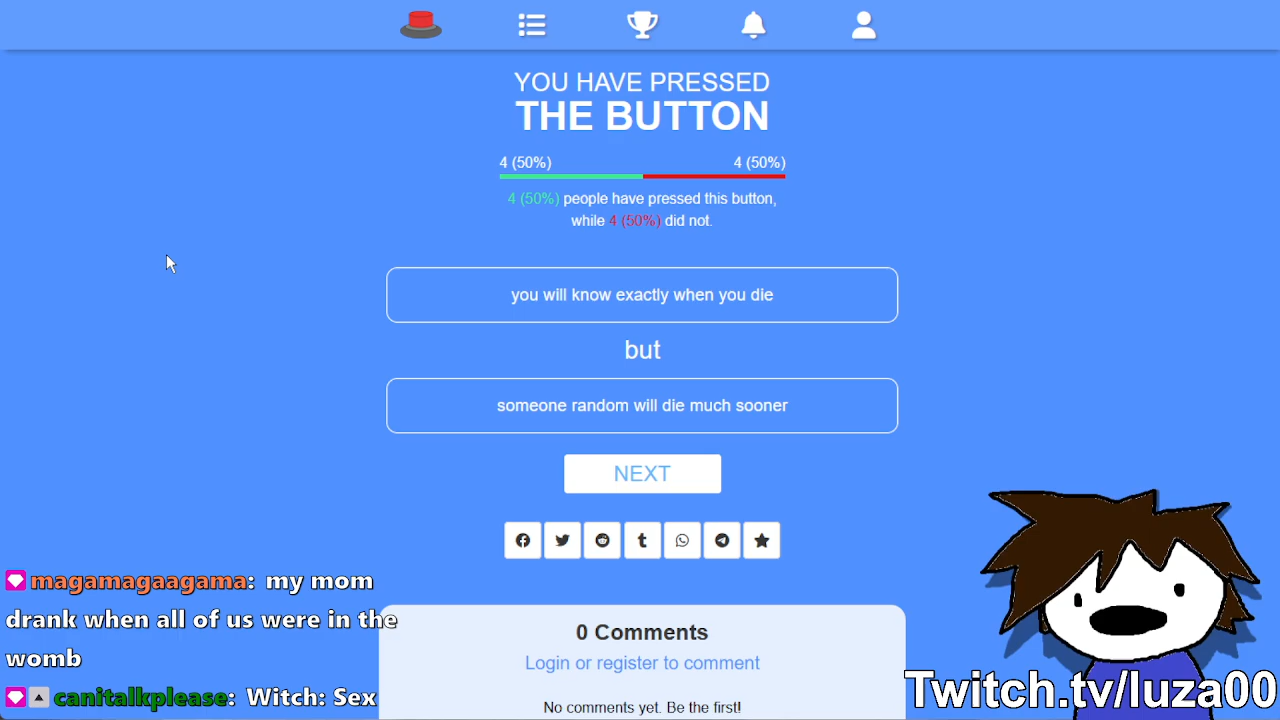 YOU HAVE PRESSED
THE BUTTON
4 (50%) 4 (50%)
4 (50%) people have pressed this button,
while 4 (50%) did not.
you will know exactly when you die
but
someone random will die much sooner
NEXT
0 Comments
Login or register to comment
No comments yet. Be the first!
magamagaagama: my mom
drank when all of us were in the
womb
canitalkplease: Witch: Sex
Twitch.tv/luza00